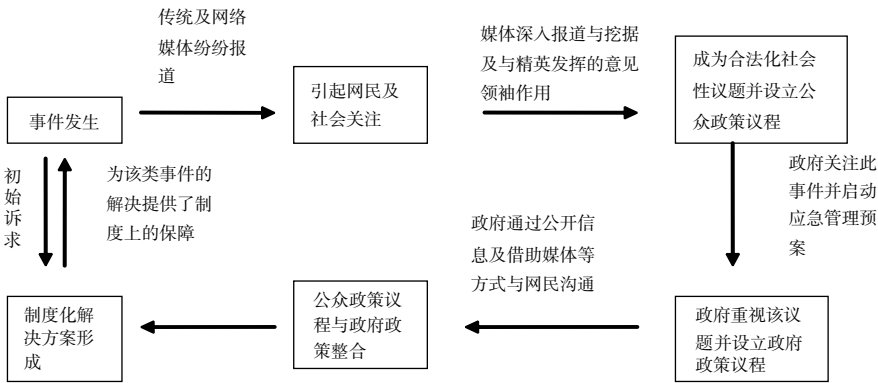 传统及网络
媒体纷纷报
道
媒体深入报道与挖据
及与精英发挥的意见
领袖作用
事件发生
引起网民及
社会关注
成为合法化社会
性议题并设立公
众政策议程
初
始
诉
求
为该类事件的
解决提供了制
度上的保障
政府关注此
事件并启动
应急管理预
案
政府通过公开信
息及借助媒体等
方式与网民沟通
制度化解
决方案形
成
公众政策议
程与政府政
策整合
政府重视该议
题并设立政府
政策议程